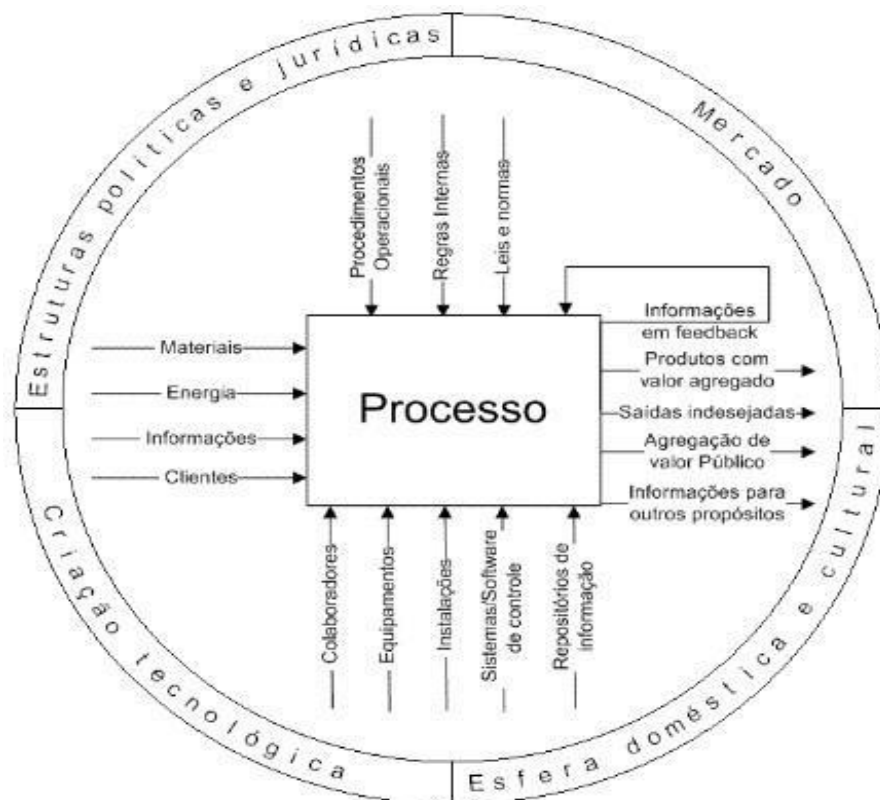 Estruturas políticas e jurídicas
Mercado
Procedimentos
Operacionais
Regras Internas
Leis e normas
Materiais
Energia
Informações
Clientes
Processo
Informações
em feedback
Produtos com
valor agregado
Saídas indesejadas
Agregação de
valor Público
Informações para
outros propósitos
Colaboradores
Equipamentos
Instalações
Sistemas/Software
de controle
Repositórios de
informação
Criação tecnológica
Esfera doméstica e cultural